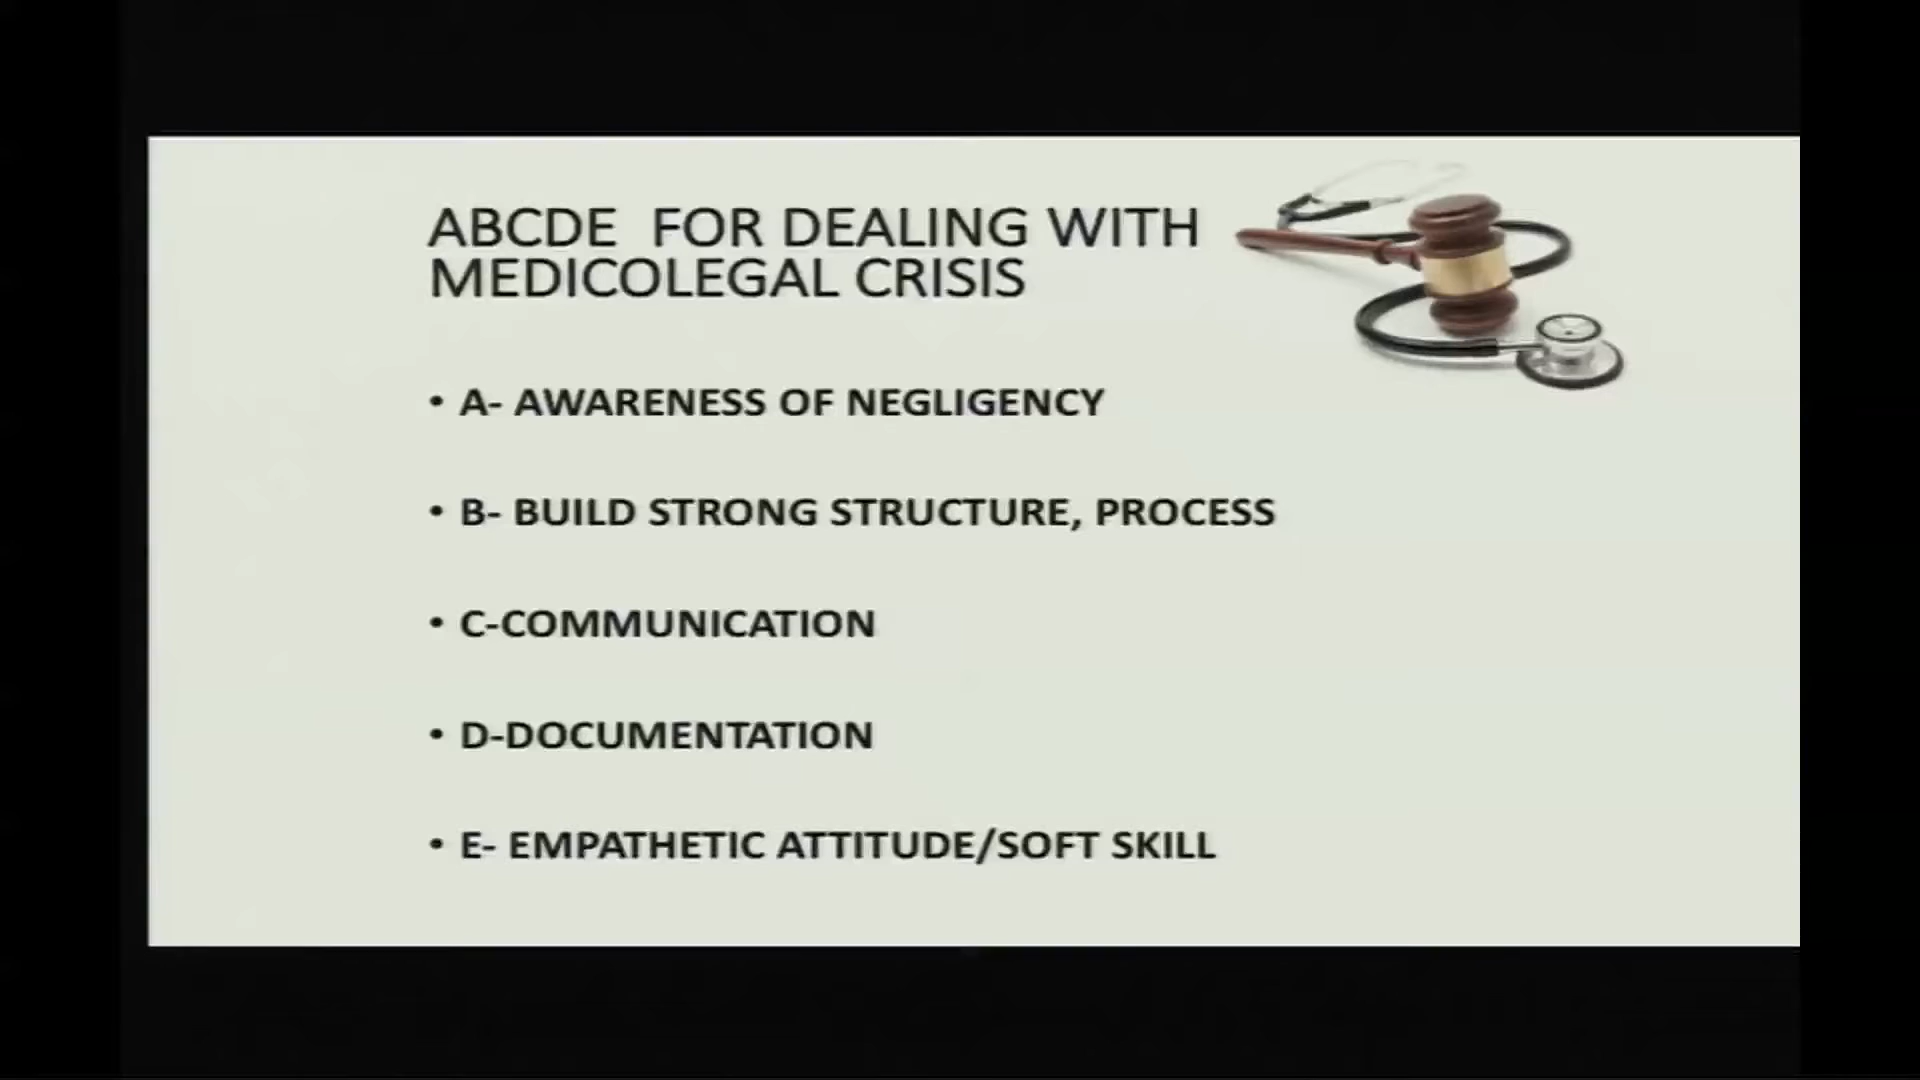 ABCDE FOR DEALING WITH
MEDICOLEGAL CRISIS
• A- AWARENESS OF NEGLIGENCY
• B- BUILD STRONG STRUCTURE, PROCESS
• C-COMMUNICATION
• D-DOCUMENTATION
• E- EMPATHETIC ATTITUDE/SOFT SKILL